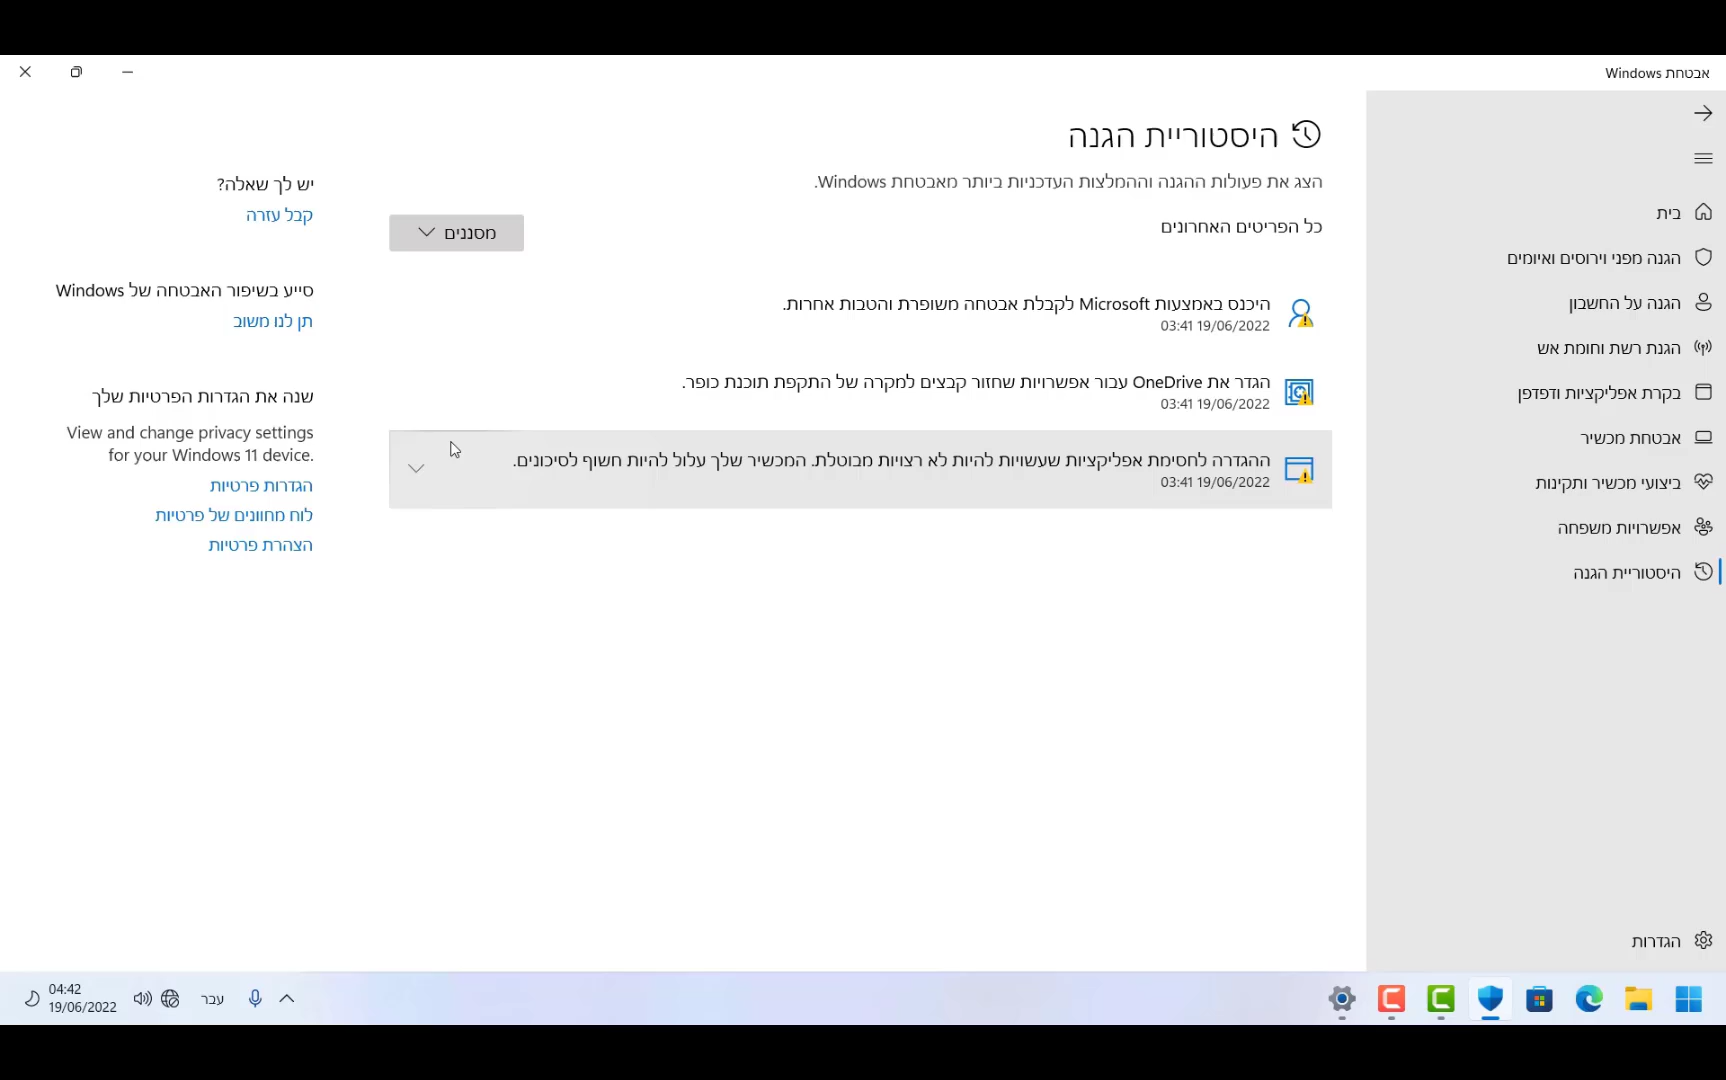 אבטחת Windows
בית
הגנה מפני וירוסים ואיומים
הגנה על החשבון
הגנת רשת וחומת אש
בקרת אפליקציות ודפדפן
אבטחת מכשיר
ביצועי מכשיר ותקינות
אפשרויות משפחה
היסטוריית הגנה
הגדרות
היסטוריית הגנה
הצג את פעולות ההגנה וההמלצות העדכניות ביותר מאבטחת Windows.
כל הפריטים האחרונים
מסננים
היכנס באמצעות Microsoft לקבלת אבטחה משופרת והטבות אחרות.
03:41 19/06/2022
הגדר את OneDrive עבור אפשרויות שחזור קבצים למקרה של התקפת תוכנת כופר.
03:41 19/06/2022
ההגדרה לחסימת אפליקציות שעשויות להיות לא רצויות מבוטלת. המכשיר שלך עלול להיות חשוף לסיכונים.
03:41 19/06/2022
יש לך שאלה?
קבל עזרה
סייע בשיפור האבטחה של Windows
תן לנו משוב
שנה את הגדרות הפרטיות שלך
View and change privacy settings
for your Windows 11 device.
הגדרות פרטיות
לוח מחוונים של פרטיות
הצהרת פרטיות
עבר
04:42
19/06/2022